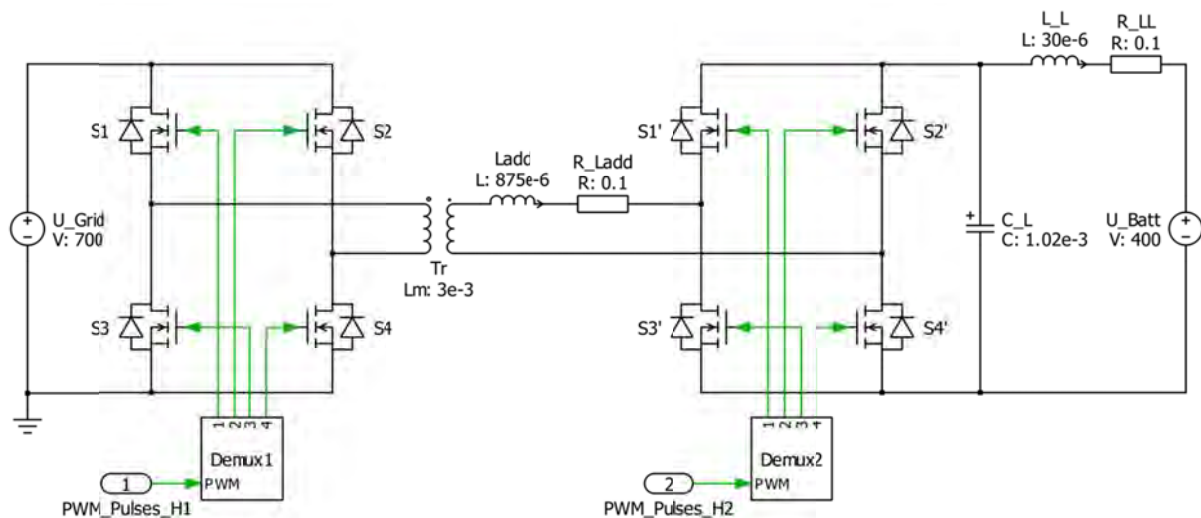 L_L
L: 30e-6
R_LL
R: 0.1
S1
S2
S1'
S2'
Ladd
L: 875e-6
R_Ladd
R: 0.1
U_Grid
V: 700
Tr
Lm: 3e-3
C_L
C: 1.02e-3
U_Batt
V: 400
S3
S4
S3'
S4'
1 2 3 4
Demux1
PWM
1
PWM_Pulses_H1
1 2 3 4
Demux2
PWM
2
PWM_Pulses_H2